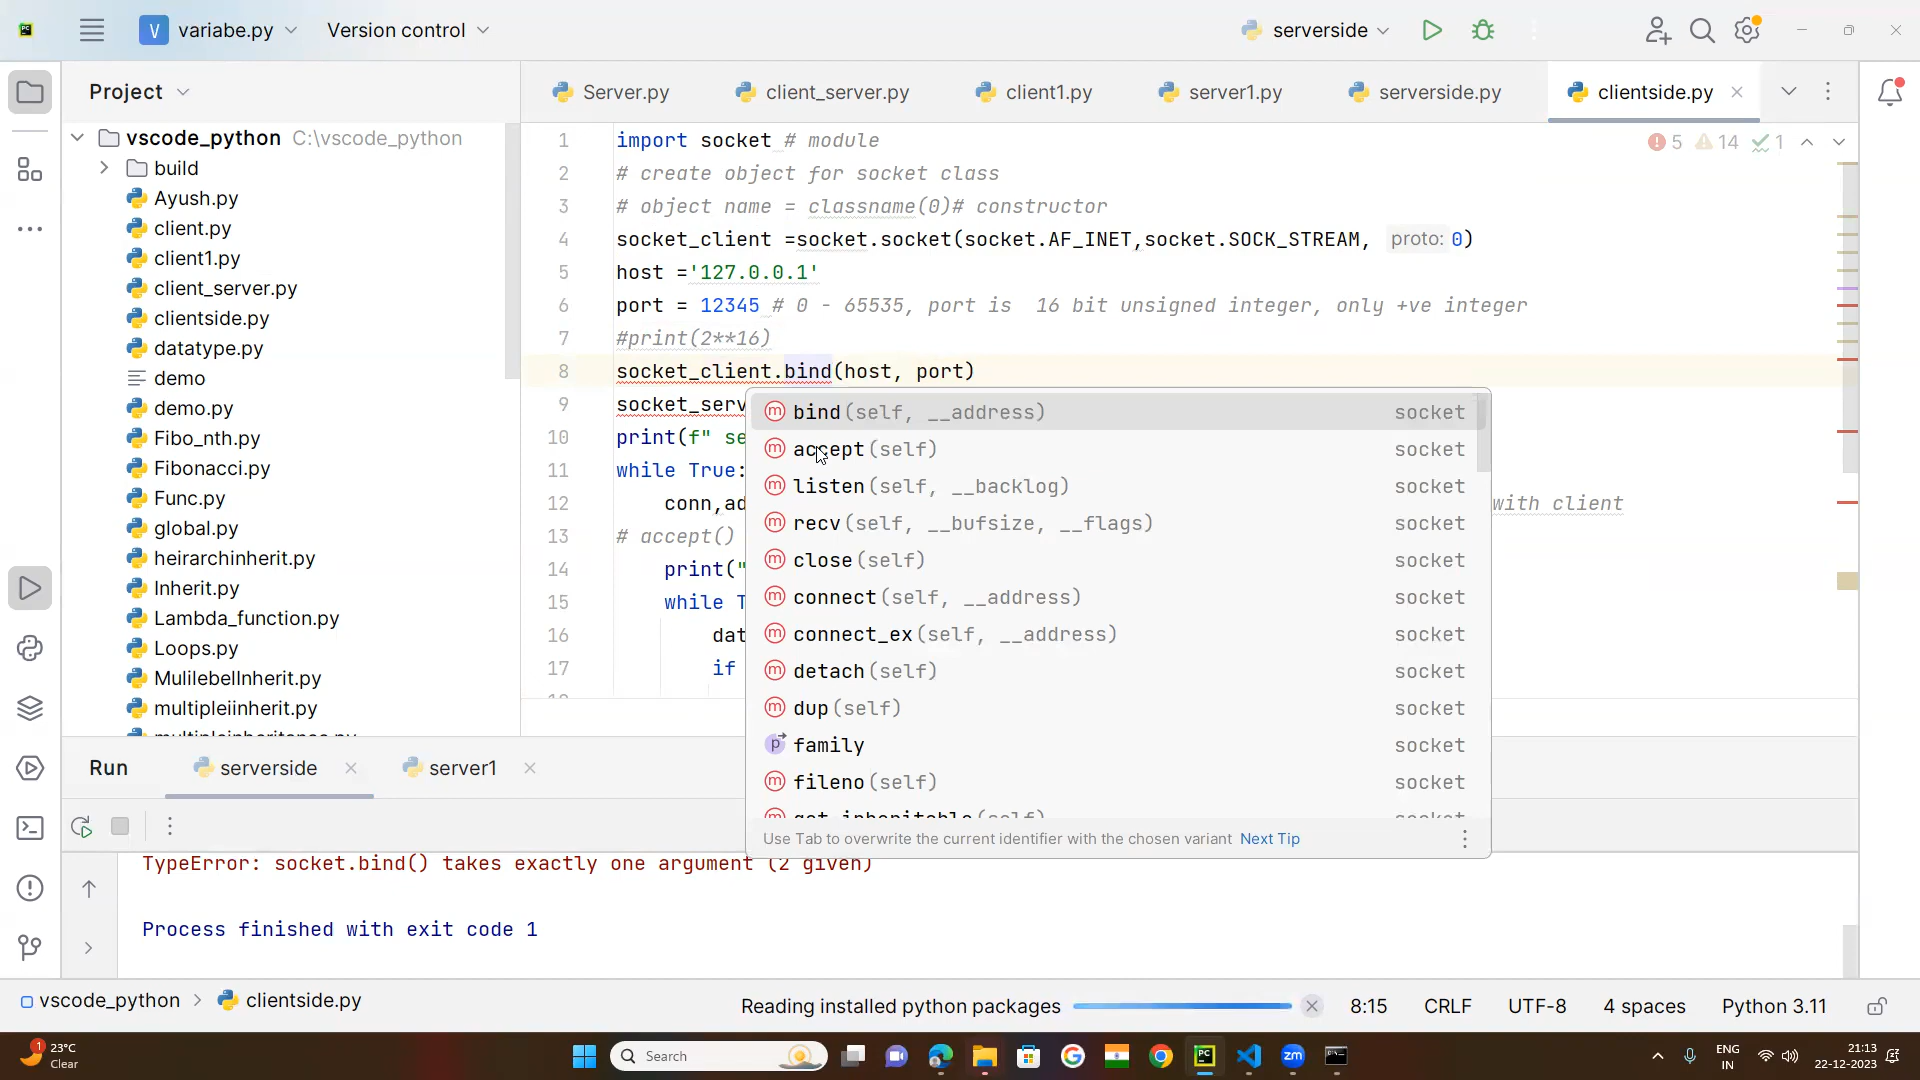 PC
V variabe.py
Version control
serverside
Project
Server.py
client_server.py
client1.py
server1.py
serverside.py
clientside.py
vscode_python C:\vscode_python
build
Ayush.py
client.py
client1.py
client_server.py
clientside.py
datatype.py
demo
demo.py
Fibo_nth.py
Fibonacci.py
Func.py
global.py
heirarchinherit.py
Inherit.py
Lambda_function.py
Loops.py
MulilebelInherit.py
multipleiinherit.py
multipleinheritance.py
5 14 1
1 import socket # module
2 # create object for socket class
3 # object name = classname(0)# constructor
4 socket_client =socket.socket(socket.AF_INET,socket.SOCK_STREAM, proto: 0)
5 host ='127.0.0.1'
6 port = 12345 # 0 - 65535, port is  16 bit unsigned integer, only +ve integer
7 #print(2**16)
8 socket_client.bind(host, port)
9 socket_serv
10 print(f" se
11 while True:
12 conn,ad with client
13 # accept()
14 print("
15 while T
16 dat
17 if
18
bind(self, __address) socket
accept(self) socket
listen(self, __backlog) socket
recv(self, __bufsize, __flags) socket
close(self) socket
connect(self, __address) socket
connect_ex(self, __address) socket
detach(self) socket
dup(self) socket
p family socket
fileno(self) socket
get_inheritable(self) socket
Use Tab to overwrite the current identifier with the chosen variant Next Tip
Run
serverside
server1
TypeError: socket.bind() takes exactly one argument (2 given)
Process finished with exit code 1
vscode_python > clientside.py
Reading installed python packages
8:15 CRLF UTF-8 4 spaces Python 3.11
1
23°C
Clear
Search
zm
ENG
IN
21:13
22-12-2023